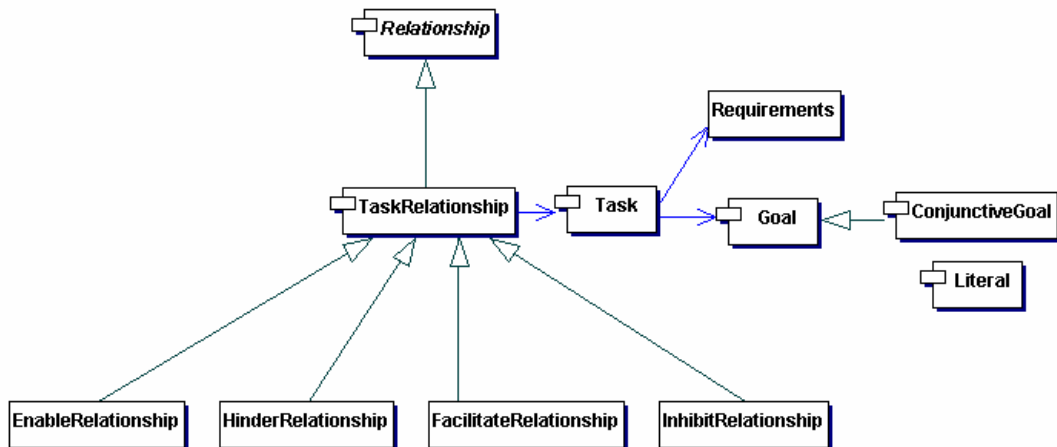 Relationship
Requirements
TaskRelationship
Task
Goal
ConjunctiveGoal
Literal
EnableRelationship
HinderRelationship
FacilitateRelationship
InhibitRelationship